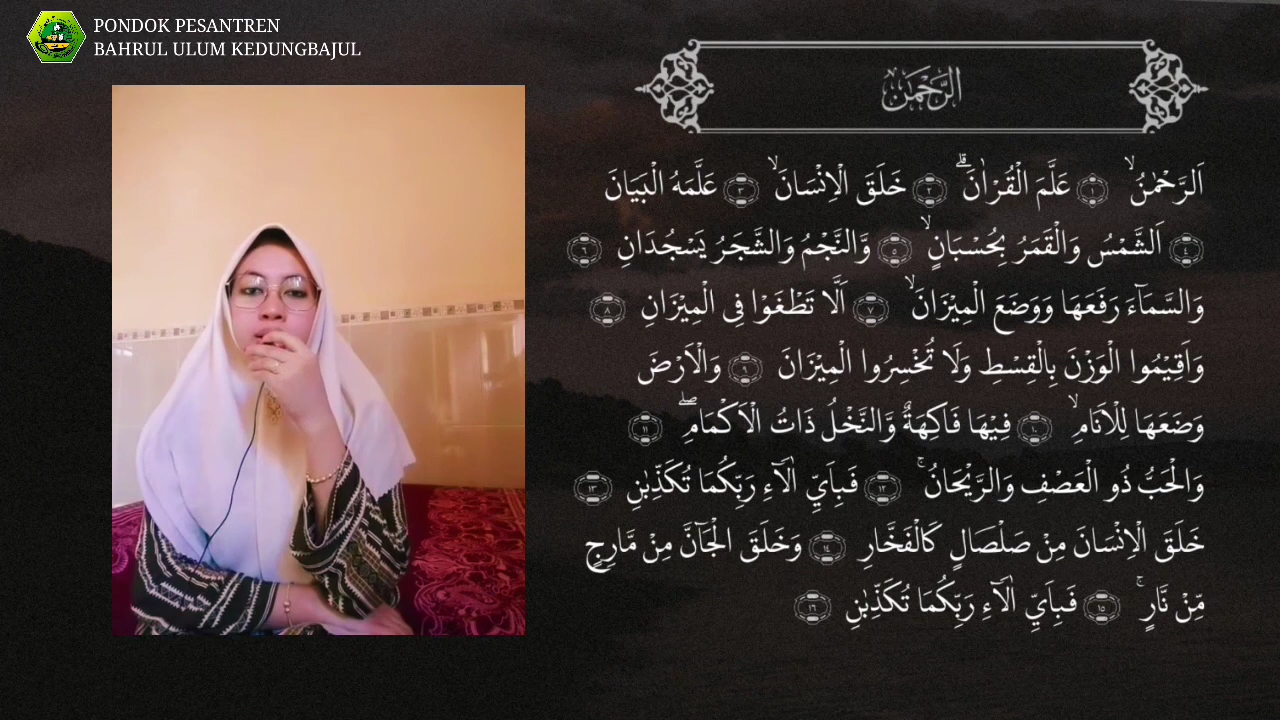 PONDOK PESANTREN
BAHRUL ULUM KEDUNGBAJUL
الرَّحْمٰن
اَلرَّحْمٰنُۙ ١ عَلَّمَ الْقُرْاٰنَۗ ٢ خَلَقَ الْاِنْسَانَۙ ٣ عَلَّمَهُ الْبَيَانَ
٤ اَلشَّمْسُ وَالْقَمَرُ بِحُسْبَانٍۙ ٥ وَّالنَّجْمُ وَالشَّجَرُ يَسْجُدَانِ ٦
وَالسَّمَاۤءَ رَفَعَهَا وَوَضَعَ الْمِيْزَانَۙ ٧ اَلَّا تَطْغَوْا فِى الْمِيْزَانِ ٨
وَاَقِيْمُوا الْوَزْنَ بِالْقِسْطِ وَلَا تُخْسِرُوا الْمِيْزَانَ ٩ وَالْاَرْضَ
وَضَعَهَا لِلْاَنَامِۙ ١٠ فِيْهَا فَاكِهَةٌ وَّالنَّخْلُ ذَاتُ الْاَكْمَامِۖ ١١
وَالْحَبُّ ذُو الْعَصْفِ وَالرَّيْحَانُۚ ١٢ فَبِاَيِّ اٰلَاۤءِ رَبِّكُمَا تُكَذِّبٰنِ ١٣
خَلَقَ الْاِنْسَانَ مِنْ صَلْصَالٍ كَالْفَخَّارِ ١٤ وَخَلَقَ الْجَاۤنَّ مِنْ مَّارِجٍ
مِّنْ نَّارٍۚ ١٥ فَبِاَيِّ اٰلَاۤءِ رَبِّكُمَا تُكَذِّبٰنِ ١٦